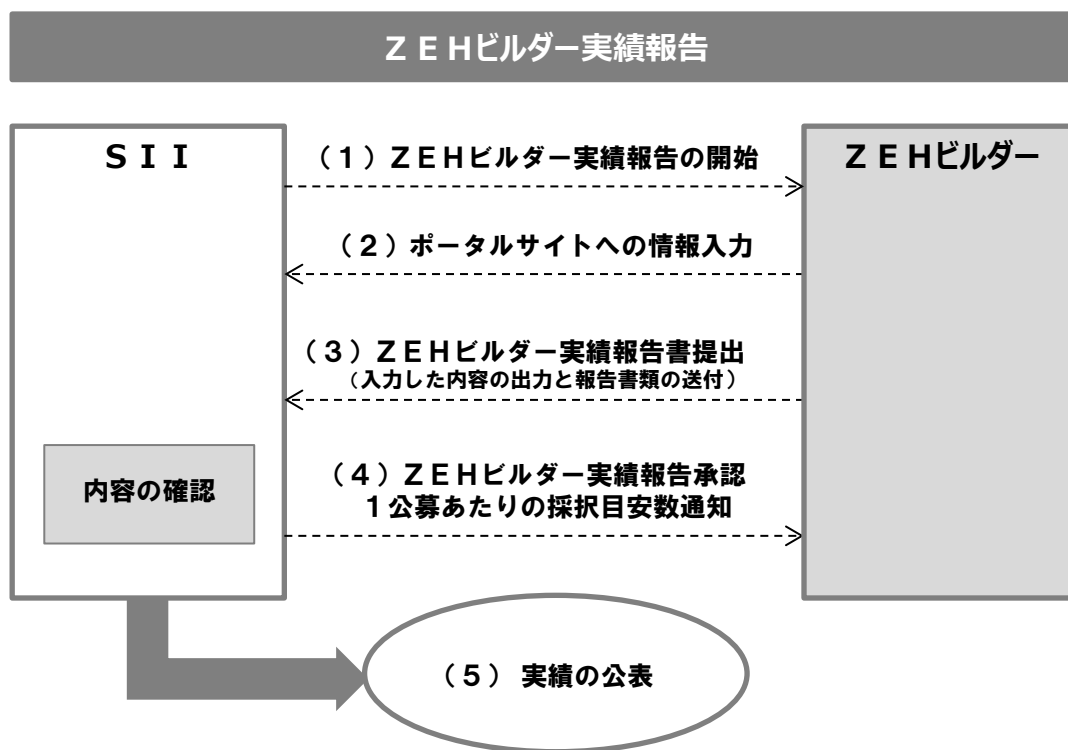 ＺＥＨビルダー実績報告
ＳＩＩ
ＺＥＨビルダー
（１）ＺＥＨビルダー実績報告の開始
（２）ポータルサイトへの情報入力
（３）ＺＥＨビルダー実績報告書提出
（入力した内容の出力と報告書類の送付）
内容の確認
（４）ＺＥＨビルダー実績報告承認
１公募あたりの採択目安数通知
（５） 実績の公表